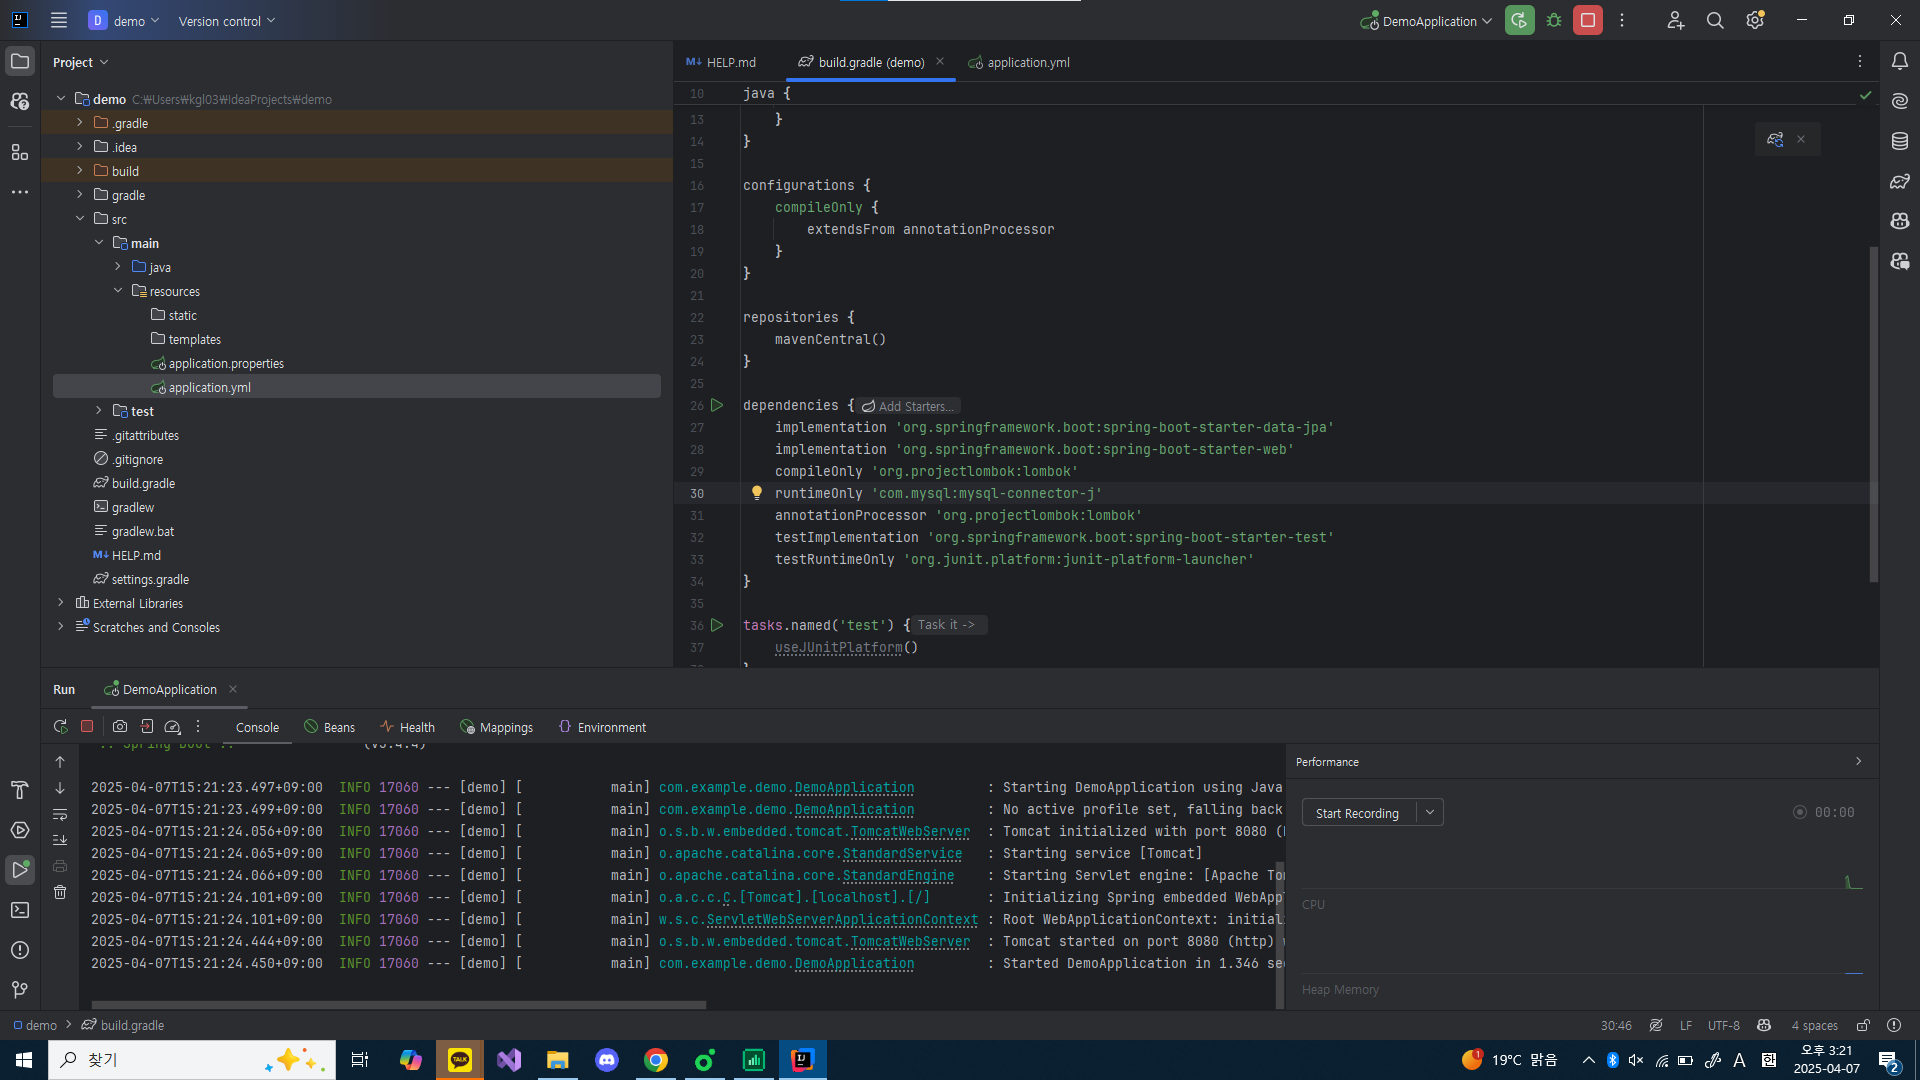 D demo Version control DemoApplication
Project
HELP.md build.gradle (demo) application.yml
demo C:₩Users₩kgl03₩IdeaProjects₩demo
.gradle
.idea
build
gradle
src
main
java
resources
static
templates
application.properties
application.yml
test
.gitattributes
.gitignore
build.gradle
gradlew
gradlew.bat
M↓ HELP.md
settings.gradle
External Libraries
Scratches and Consoles
10 java {
13 }
14 }
15
16 configurations {
17 compileOnly {
18 extendsFrom annotationProcessor
19 }
20 }
21
22 repositories {
23 mavenCentral()
24 }
25
26 dependencies { Add Starters...
27 implementation 'org.springframework.boot:spring-boot-starter-data-jpa'
28 implementation 'org.springframework.boot:spring-boot-starter-web'
29 compileOnly 'org.projectlombok:lombok'
30 runtimeOnly 'com.mysql:mysql-connector-j'
31 annotationProcessor 'org.projectlombok:lombok'
32 testImplementation 'org.springframework.boot:spring-boot-starter-test'
33 testRuntimeOnly 'org.junit.platform:junit-platform-launcher'
34 }
35
36 tasks.named('test') { Task it ->
37 useJUnitPlatform()
Run DemoApplication
Console Beans Health Mappings Environment
:: Spring Boot :: (v3.4.4)
2025-04-07T15:21:23.497+09:00 INFO 17060 --- [demo] [ main] com.example.demo.DemoApplication : Starting DemoApplication using Java
2025-04-07T15:21:23.499+09:00 INFO 17060 --- [demo] [ main] com.example.demo.DemoApplication : No active profile set, falling back
2025-04-07T15:21:24.056+09:00 INFO 17060 --- [demo] [ main] o.s.b.w.embedded.tomcat.TomcatWebServer : Tomcat initialized with port 8080 (
2025-04-07T15:21:24.065+09:00 INFO 17060 --- [demo] [ main] o.apache.catalina.core.StandardService : Starting service [Tomcat]
2025-04-07T15:21:24.066+09:00 INFO 17060 --- [demo] [ main] o.apache.catalina.core.StandardEngine : Starting Servlet engine: [Apache To
2025-04-07T15:21:24.101+09:00 INFO 17060 --- [demo] [ main] o.a.c.c.C.[Tomcat].[localhost].[/] : Initializing Spring embedded WebApp
2025-04-07T15:21:24.101+09:00 INFO 17060 --- [demo] [ main] w.s.c.ServletWebServerApplicationContext : Root WebApplicationContext: initial
2025-04-07T15:21:24.444+09:00 INFO 17060 --- [demo] [ main] o.s.b.w.embedded.tomcat.TomcatWebServer : Tomcat started on port 8080 (http)
2025-04-07T15:21:24.450+09:00 INFO 17060 --- [demo] [ main] com.example.demo.DemoApplication : Started DemoApplication in 1.346 se
Performance
Start Recording 00:00
CPU
Heap Memory
demo build.gradle 30:46 LF UTF-8 4 spaces
찾기 TALK 19°C 맑음 A 한 오후 3:21
2025-04-07 2